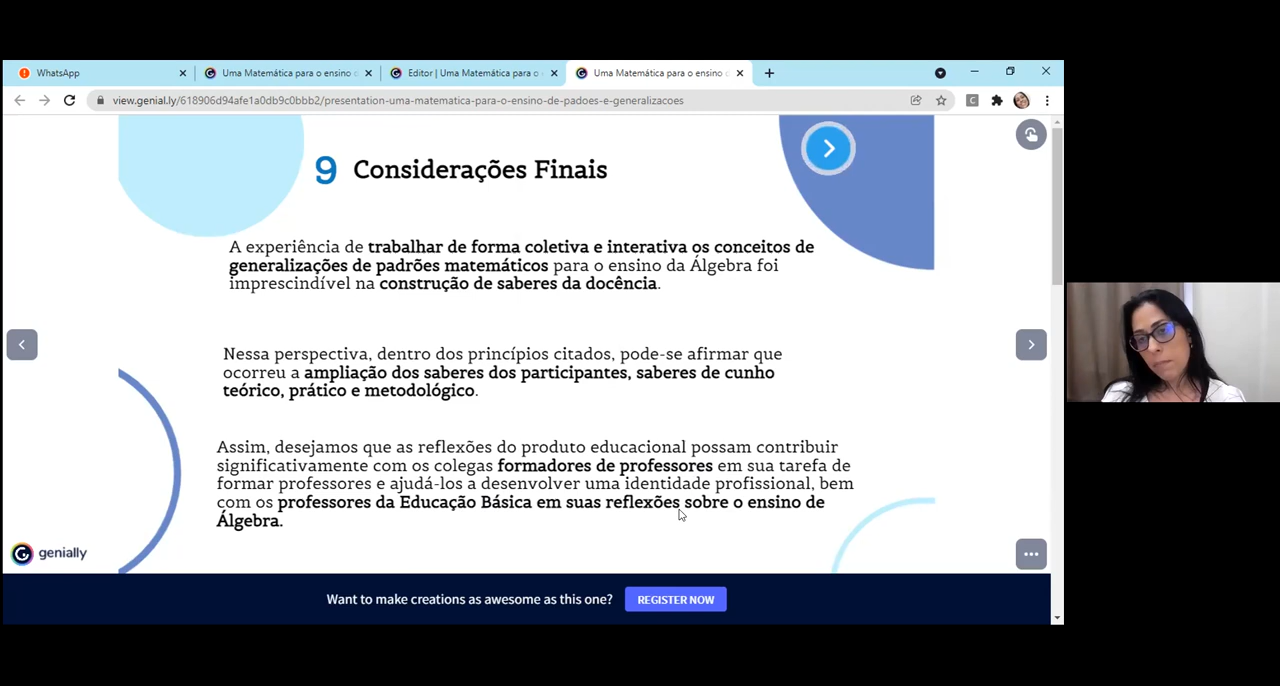 WhatsApp
Uma Matemática para o ensino
Editor | Uma Matemática para o
Uma Matemática para o ensino
view.genial.ly/618906d94afe1a0db9c0bbb2/presentation-uma-matematica-para-o-ensino-de-padoes-e-generalizacoes
9 Considerações Finais
A experiência de trabalhar de forma coletiva e interativa os conceitos de
generalizações de padrões matemáticos para o ensino da Álgebra foi
imprescindível na construção de saberes da docência.
Nessa perspectiva, dentro dos princípios citados, pode-se afirmar que
ocorreu a ampliação dos saberes dos participantes, saberes de cunho
teórico, prático e metodológico.
Assim, desejamos que as reflexões do produto educacional possam contribuir
significativamente com os colegas formadores de professores em sua tarefa de
formar professores e ajudá-los a desenvolver uma identidade profissional, bem
com os professores da Educação Básica em suas reflexões sobre o ensino de
Álgebra.
genially
Want to make creations as awesome as this one? REGISTER NOW